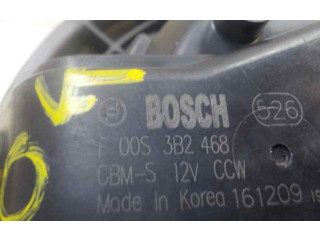 BOSCH 526
F 00S 3B2 468
CBM-S 12V CCW
Made In Korea 161209